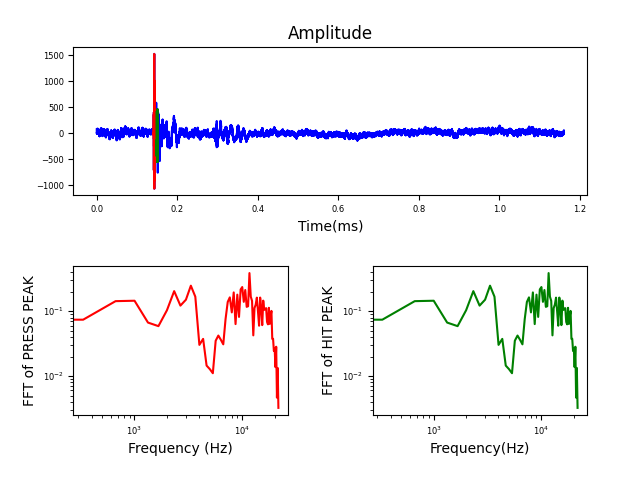 Amplitude
1500
1000
500
0
−500
−1000
0.0 0.2 0.4 0.6 0.8 1.0 1.2
Time(ms)
FFT of PRESS PEAK
10⁻¹
10⁻²
10³ 10⁴
Frequency (Hz)
FFT of HIT PEAK
10⁻¹
10⁻²
10³ 10⁴
Frequency(Hz)